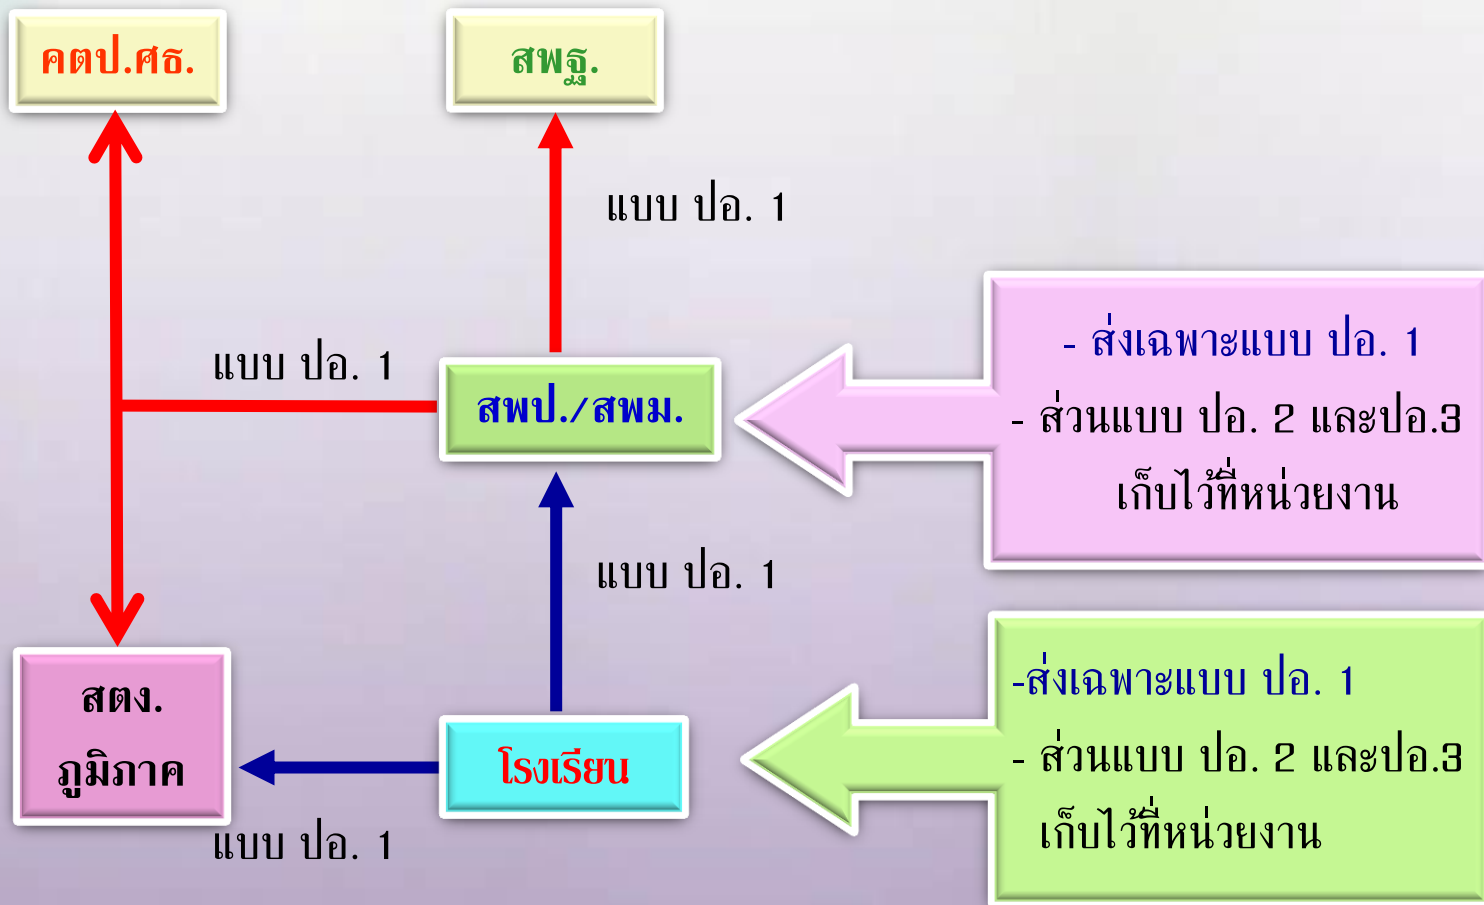 คตป.ศธ.
สพฐ.
แบบ ปอ. 1
แบบ ปอ. 1
สพป./สพม.
- ส่งเฉพาะแบบ ปอ. 1
- ส่วนแบบ ปอ. 2 และปอ.3
เก็บไว้ที่หน่วยงาน
แบบ ปอ. 1
สตง.
ภูมิภาค
โรงเรียน
แบบ ปอ. 1
-ส่งเฉพาะแบบ ปอ. 1
- ส่วนแบบ ปอ. 2 และปอ.3
เก็บไว้ที่หน่วยงาน